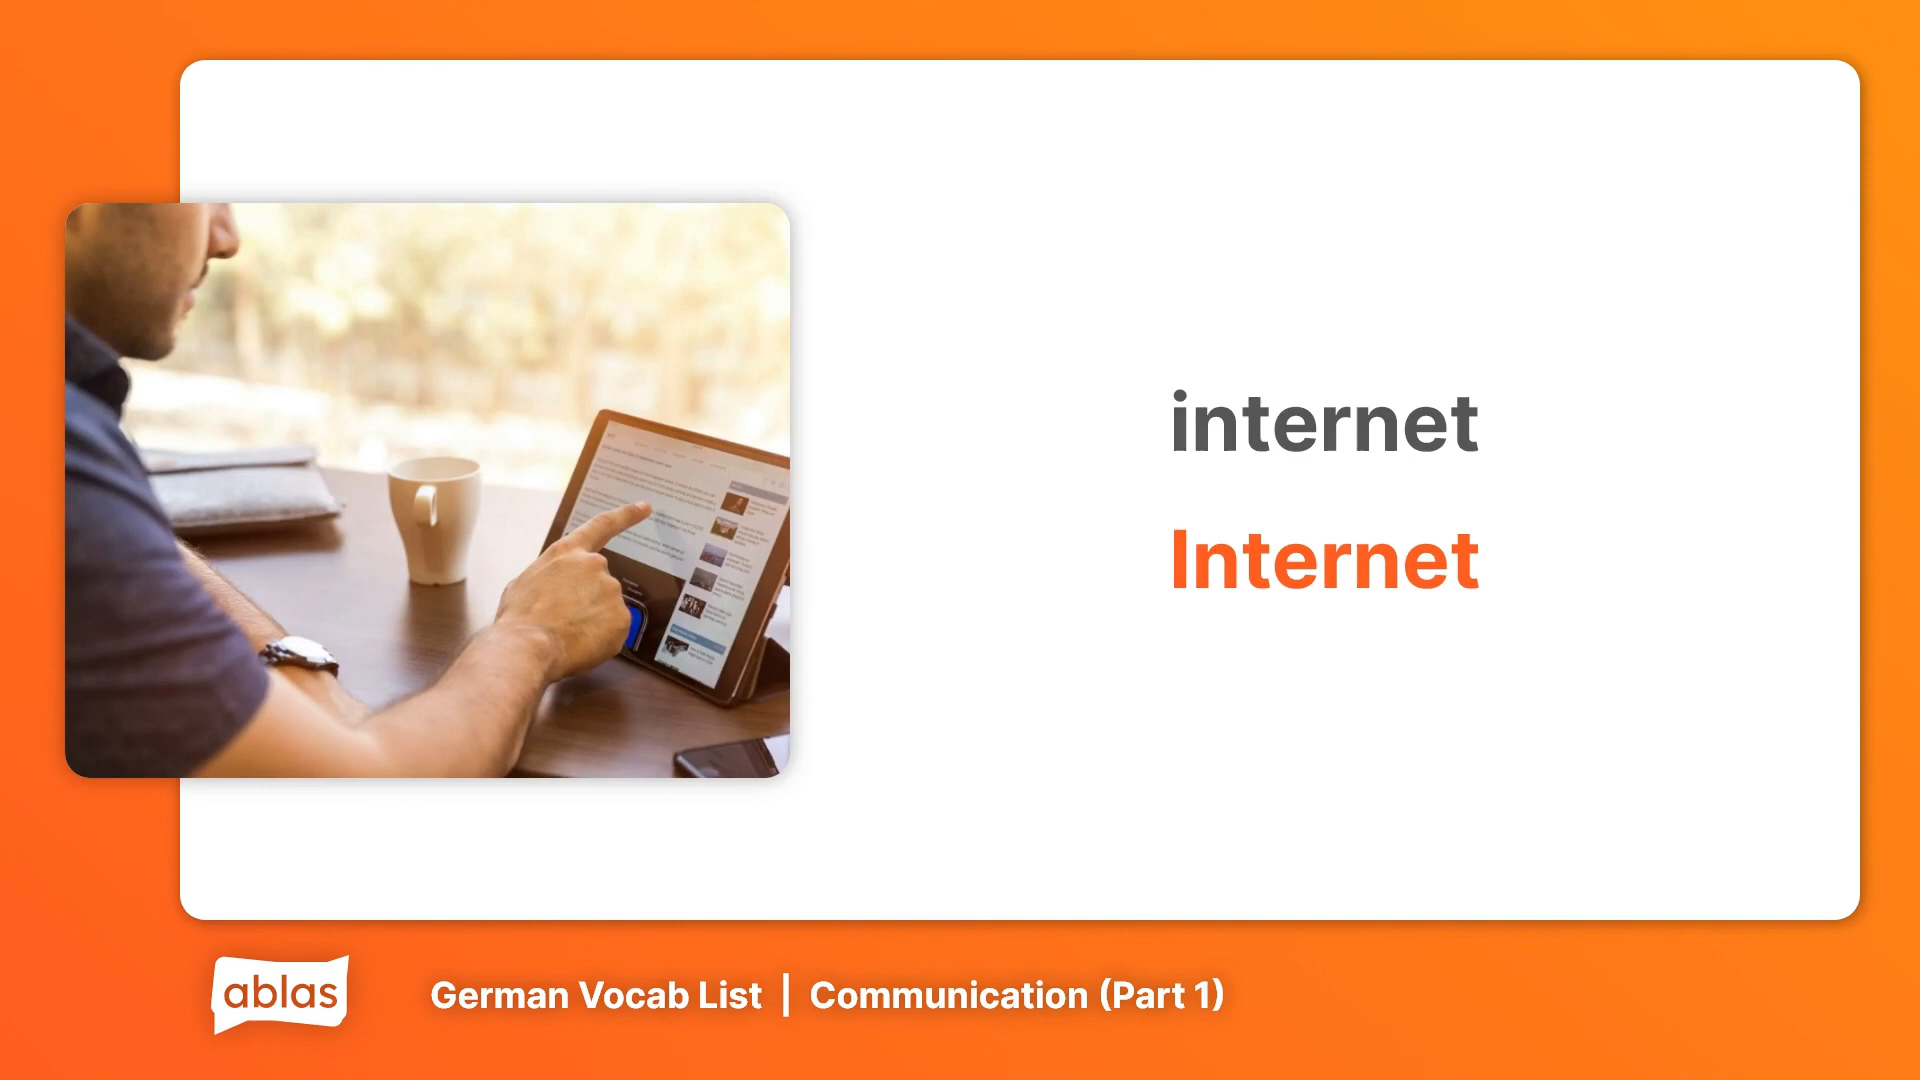 internet
Internet
ablas
German Vocab List | Communication (Part 1)